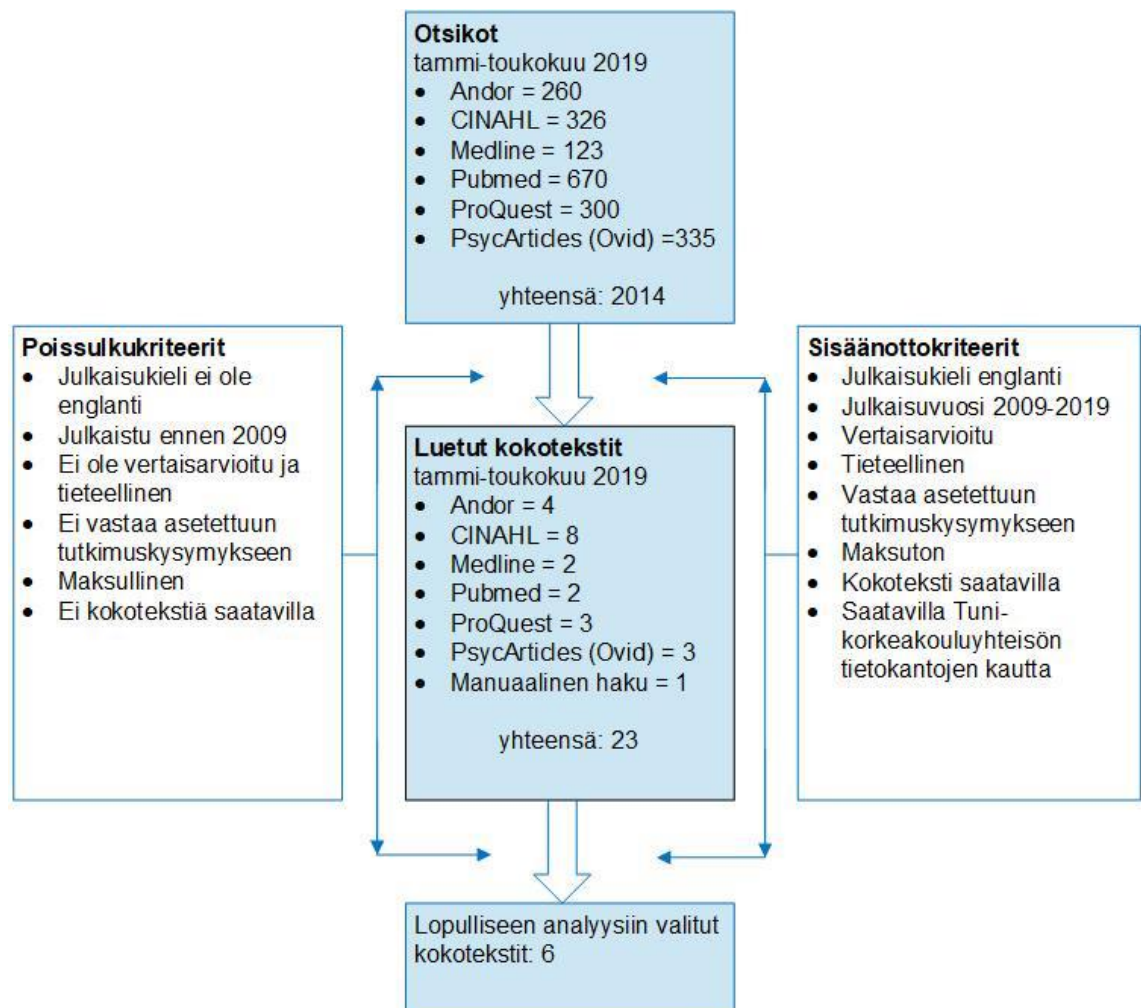 Otsikot
tammi-toukokuu 2019
• Andor = 260
• CINAHL = 326
• Medline = 123
• Pubmed = 670
• ProQuest = 300
• PsycArticles (Ovid) =335
yhteensä: 2014
Poissulkukriteerit
• Julkaisukieli ei ole
englanti
• Julkaistu ennen 2009
• Ei ole vertaisarvioitu ja
tieteellinen
• Ei vastaa asetettuun
tutkimuskysymykseen
• Maksullinen
• Ei kokotekstiä saatavilla
Luetut kokotekstit
tammi-toukokuu 2019
• Andor = 4
• CINAHL = 8
• Medline = 2
• Pubmed = 2
• ProQuest = 3
• PsycArticles (Ovid) = 3
• Manuaalinen haku = 1
yhteensä: 23
Sisäänottokriteerit
• Julkaisukieli englanti
• Julkaisuvuosi 2009-2019
• Vertaisarvioitu
• Tieteellinen
• Vastaa asetettuun
tutkimuskysymykseen
• Maksuton
• Kokoteksti saatavilla
• Saatavilla Tuni-
korkeakouluyhteisön
tietokantojen kautta
Lopulliseen analyysiin valitut
kokotekstit: 6